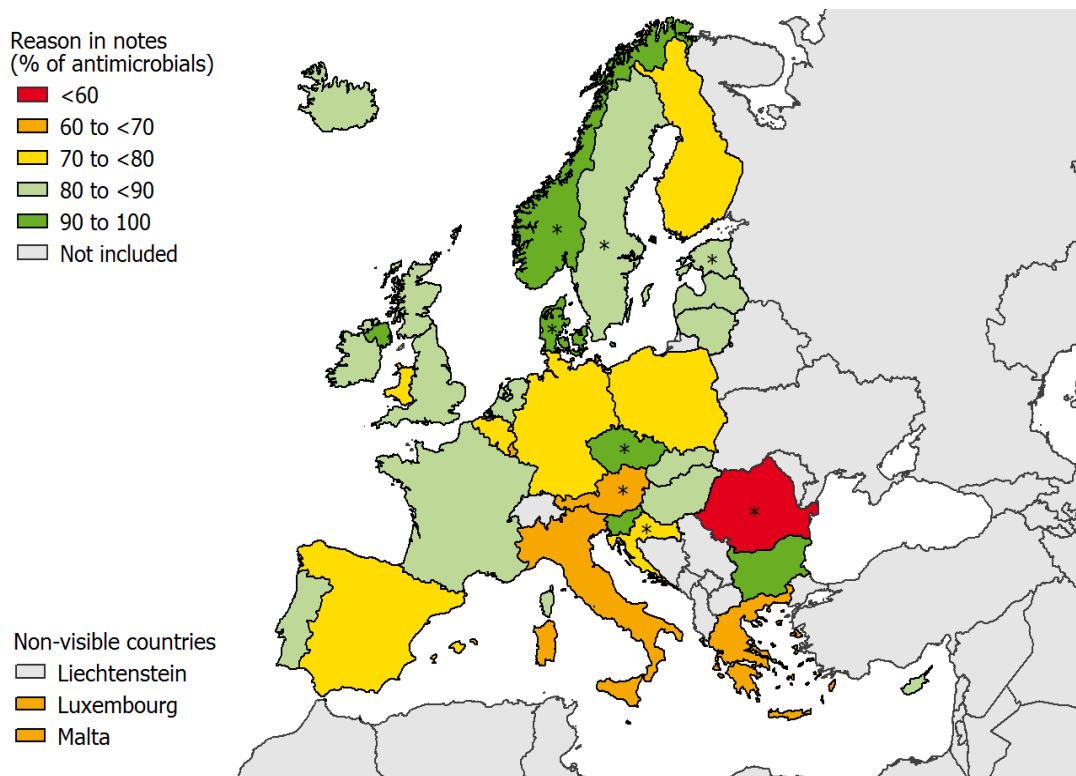 Reason in notes
(% of antimicrobials)
<60
60 to <70
70 to <80
80 to <90
90 to 100
Not included
* * * * * * * *
Non-visible countries
Liechtenstein
Luxembourg
Malta